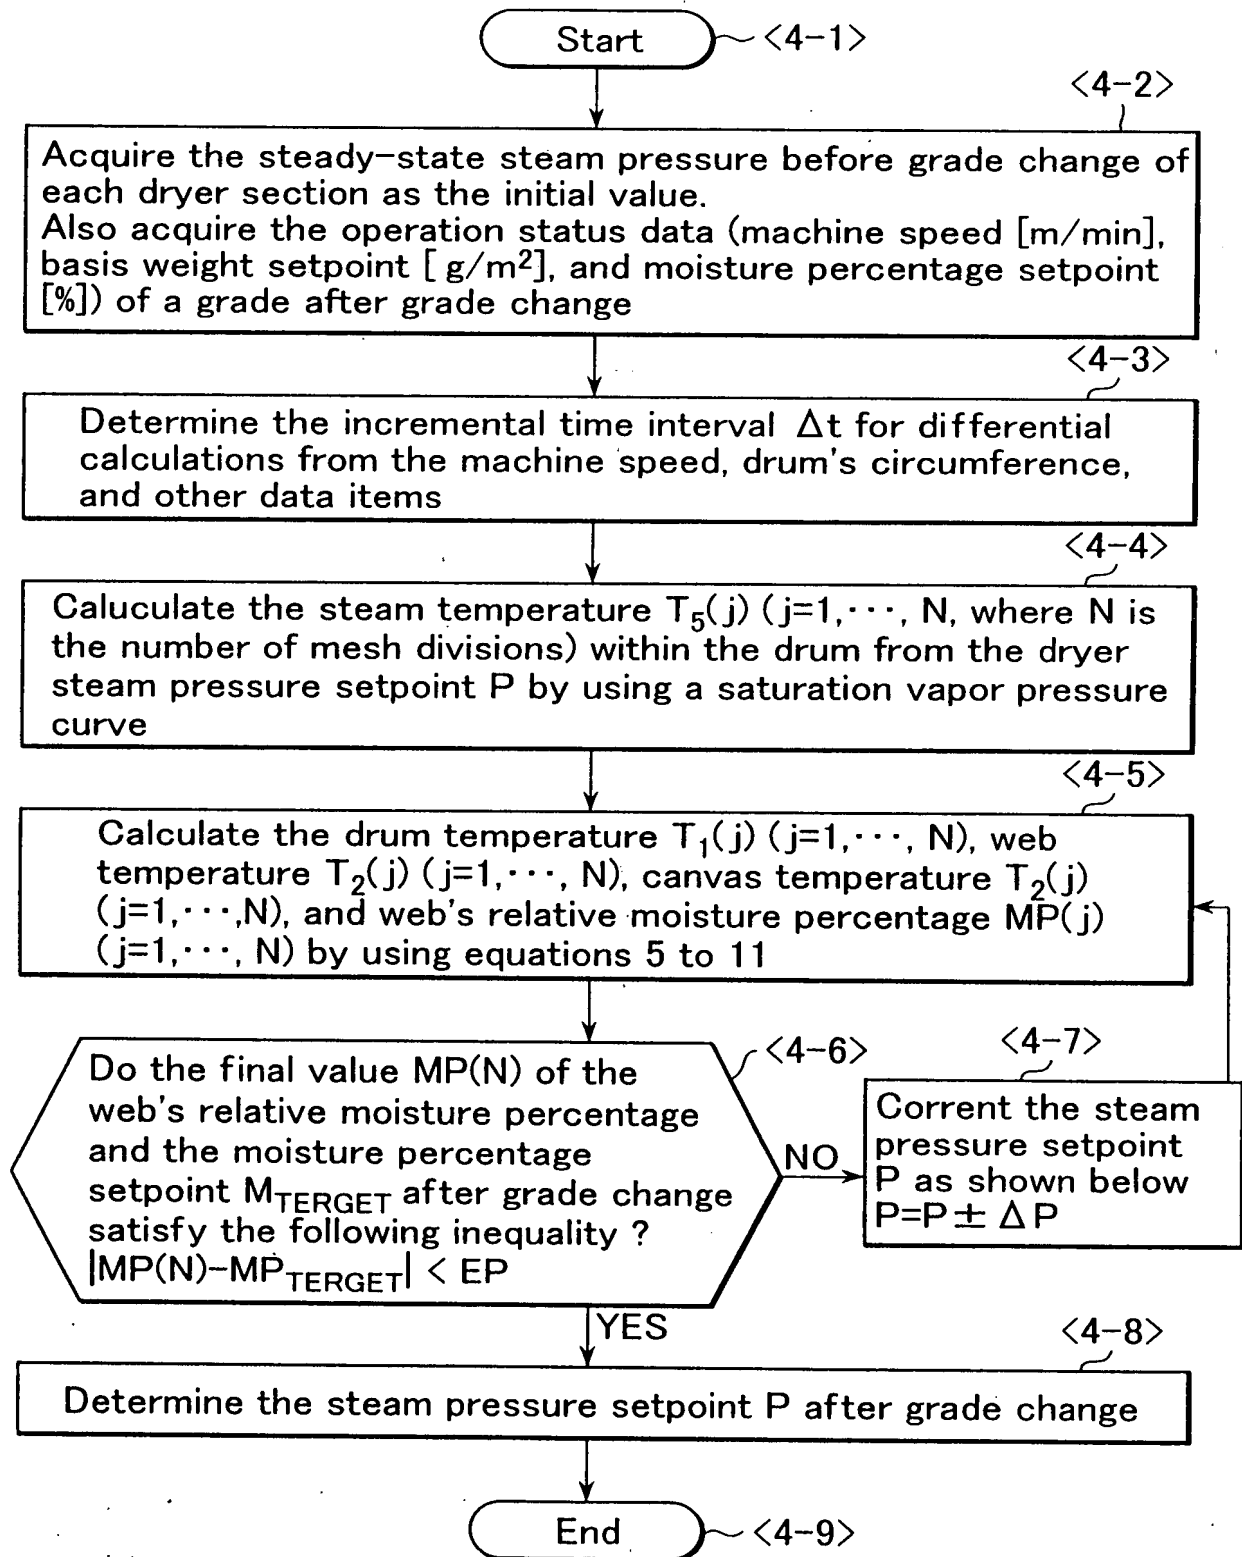 Start
<4-1>
<4-2>
Acquire the steady-state steam pressure before grade change of
each dryer section as the initial value.
Also acquire the operation status data (machine speed [m/min],
basis weight setpoint [ g/m²], and moisture percentage setpoint
[%]) of a grade after grade change
<4-3>
Determine the incremental time interval Δt for differential
calculations from the machine speed, drum's circumference,
and other data items
<4-4>
Caluculate the steam temperature T₅(j) (j=1,···, N, where N is
the number of mesh divisions) within the drum from the dryer
steam pressure setpoint P by using a saturation vapor pressure
curve
<4-5>
Calculate the drum temperature T₁(j) (j=1,···, N), web
temperature T₂(j) (j=1,···, N), canvas temperature T₂(j)
(j=1,···,N), and web's relative moisture percentage MP(j)
(j=1,···, N) by using equations 5 to 11
<4-6>
Do the final value MP(N) of the
web's relative moisture percentage
and the moisture percentage
setpoint M_TERGET after grade change
satisfy the following inequality ?
|MP(N)-MP_TERGET| < EP
NO
<4-7>
Corrent the steam
pressure setpoint
P as shown below
P=P ± ΔP
YES
<4-8>
Determine the steam pressure setpoint P after grade change
End
<4-9>